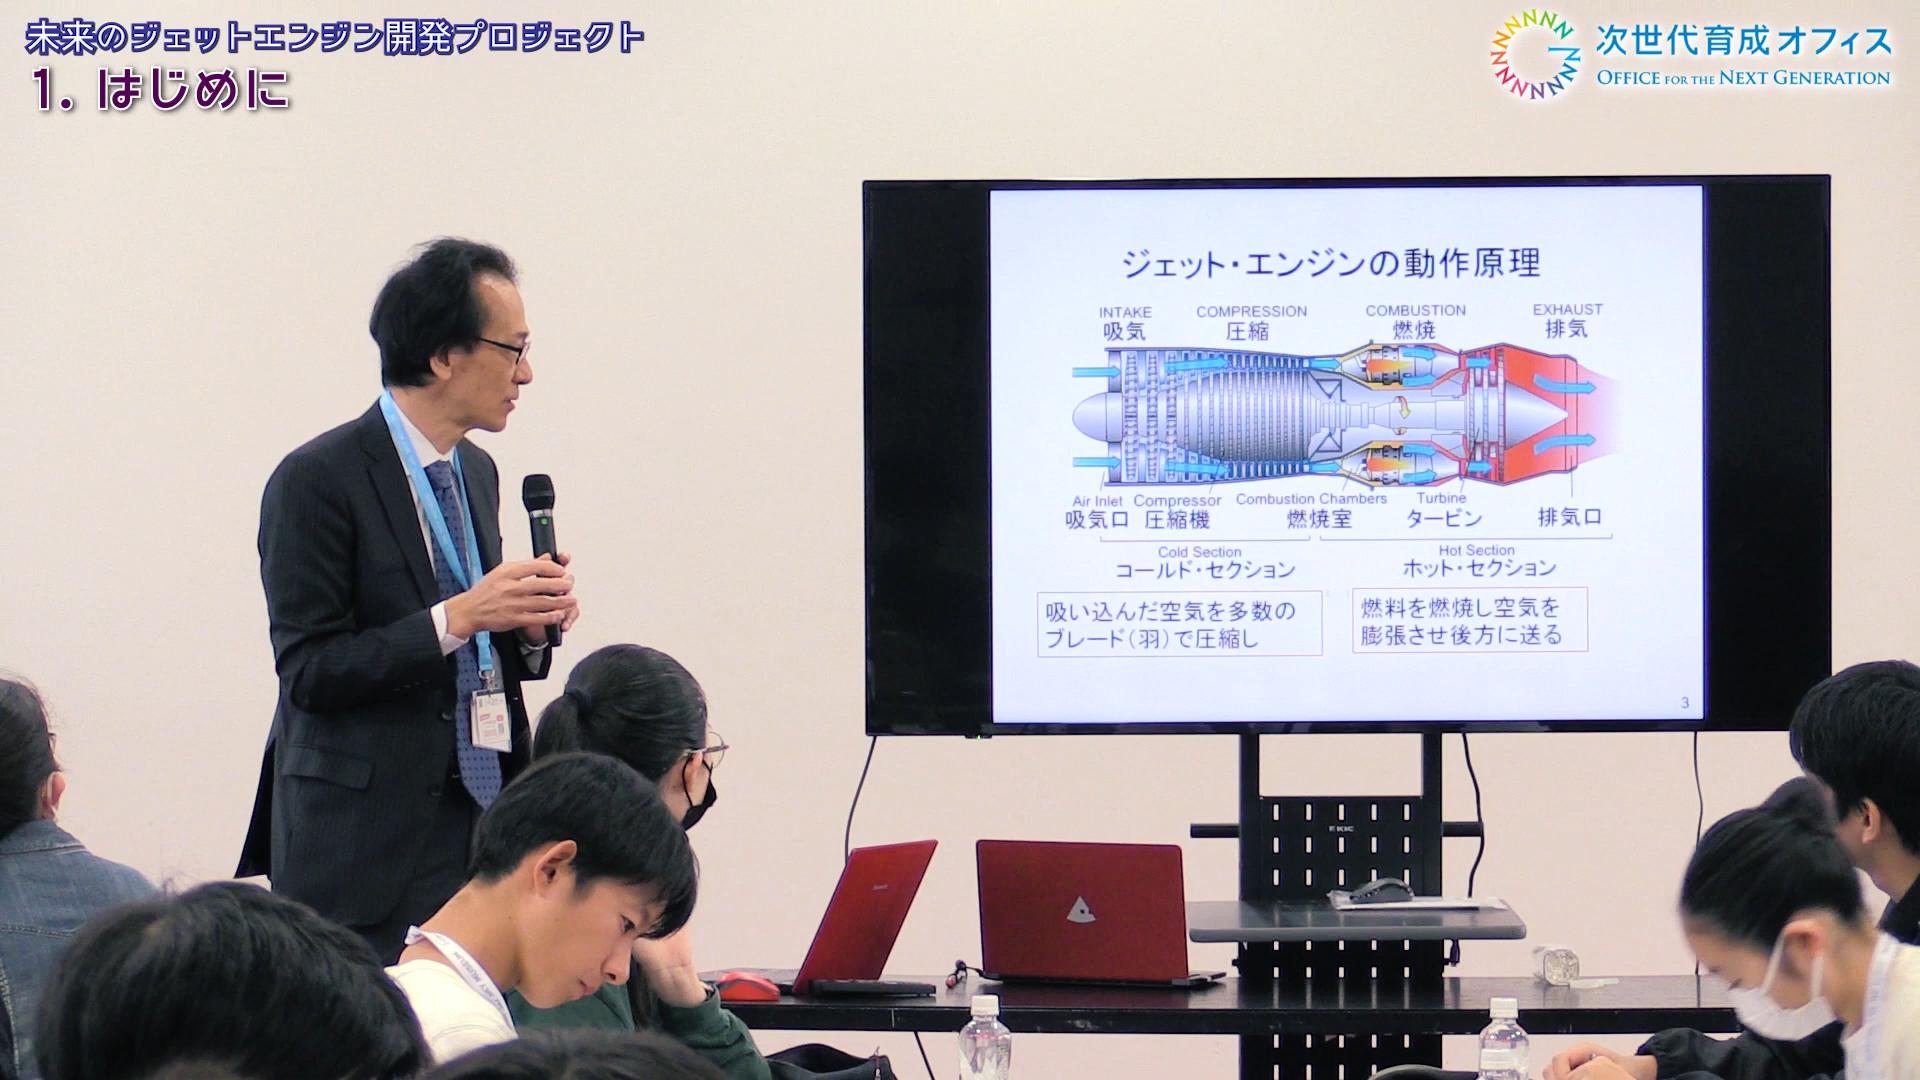 未来のジェットエンジン開発プロジェクト
1. はじめに
次世代育成オフィス
OFFICE FOR THE NEXT GENERATION
ジェット・エンジンの動作原理
INTAKE COMPRESSION COMBUSTION EXHAUST
吸気 圧縮 燃焼 排気
Air Inlet Compressor Combustion Chambers Turbine
吸気口 圧縮機 燃焼室 タービン 排気口
Cold Section Hot Section
コールド・セクション ホット・セクション
吸い込んだ空気を多数の
ブレード(羽)で圧縮し
燃料を燃焼し空気を
膨張させ後方に送る
3